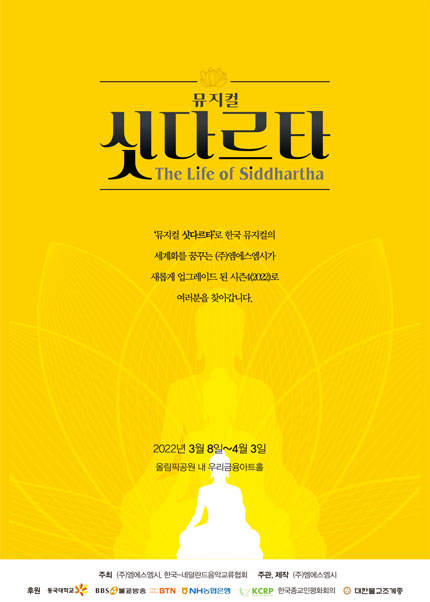 뮤지컬
싯다르타
The Life of Siddhartha
'뮤지컬 싯다르타'로 한국 뮤지컬의
세계화를 꿈꾸는 (주)엠에스엠시가
새롭게 업그레이드 된 시즌4(2022)로
여러분을 찾아갑니다.
2022년 3월 8일~4월 3일
올림픽공원 내 우리금융아트홀
주최 (주)엠에스엠시, 한국-네덜란드음악교류협회 주관, 제작 (주)엠에스엠시
후원 동국대학교 BBS 불교방송 BTN NH농협은행 KCRP 한국종교인평화회의 대한불교조계종